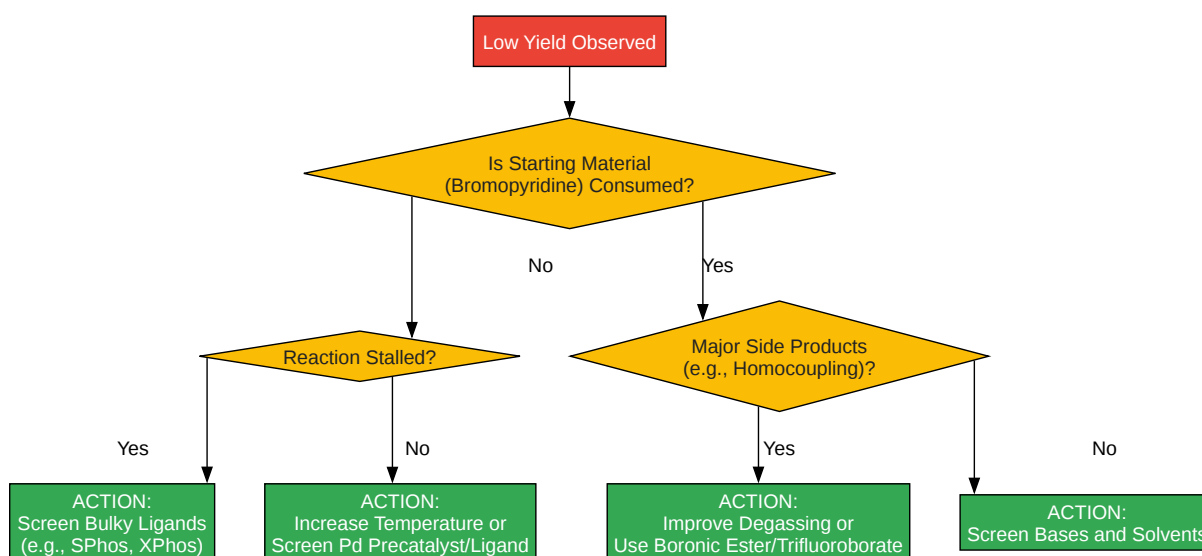 Low Yield Observed
Is Starting Material
(Bromopyridine) Consumed?
No
Yes
Reaction Stalled?
Major Side Products
(e.g., Homocoupling)?
Yes
No
Yes
No
ACTION:
Screen Bulky Ligands
(e.g., SPhos, XPhos)
ACTION:
Increase Temperature or
Screen Pd Precatalyst/Ligand
ACTION:
Improve Degassing or
Use Boronic Ester/Trifluoroborate
ACTION:
Screen Bases and Solvents